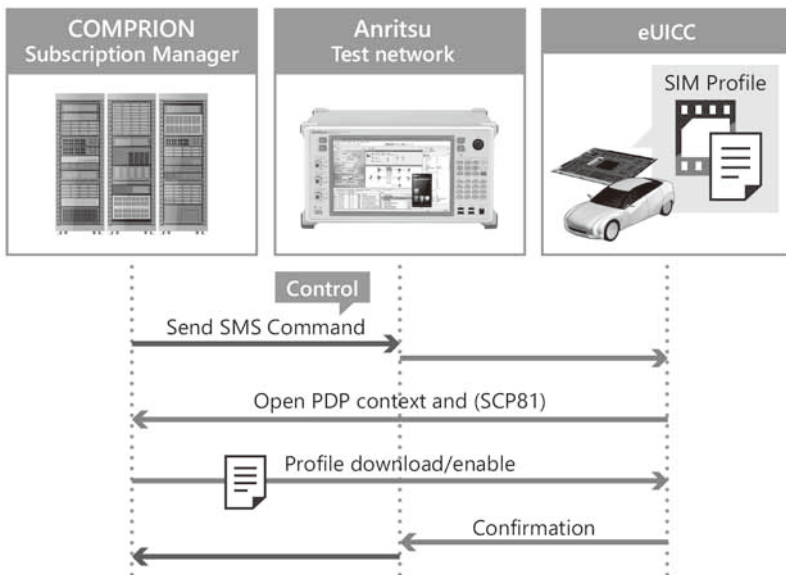 COMPRION
Subscription Manager
Anritsu
Test network
eUICC
SIM Profile
Control
Send SMS Command
Open PDP context and (SCP81)
Profile download/enable
Confirmation